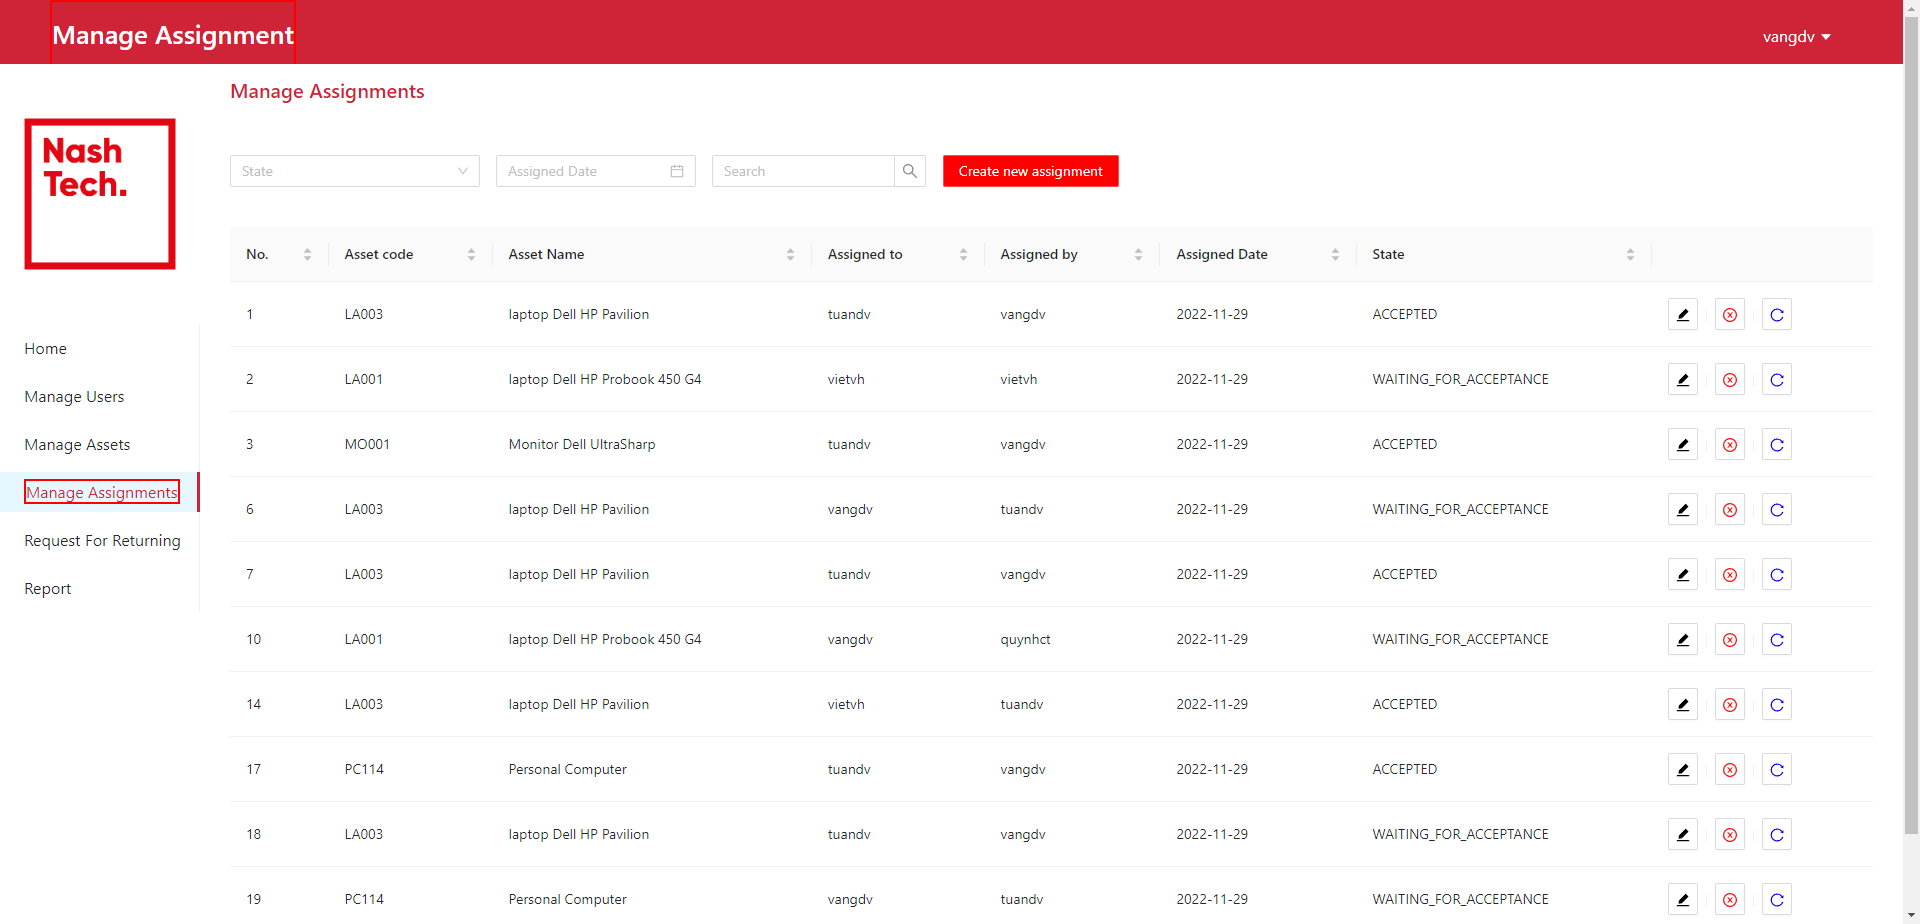 Manage Assignment
vangdv
Nash
Tech.
Home
Manage Users
Manage Assets
Manage Assignments
Request For Returning
Report
Manage Assignments
State Assigned Date Search Create new assignment
No. Asset code Asset Name Assigned to Assigned by Assigned Date State
1 LA003 laptop Dell HP Pavilion tuandv vangdv 2022-11-29 ACCEPTED
2 LA001 laptop Dell HP Probook 450 G4 vietvh vietvh 2022-11-29 WAITING_FOR_ACCEPTANCE
3 MO001 Monitor Dell UltraSharp tuandv vangdv 2022-11-29 ACCEPTED
6 LA003 laptop Dell HP Pavilion vangdv tuandv 2022-11-29 WAITING_FOR_ACCEPTANCE
7 LA003 laptop Dell HP Pavilion tuandv vangdv 2022-11-29 ACCEPTED
10 LA001 laptop Dell HP Probook 450 G4 vangdv quynhct 2022-11-29 WAITING_FOR_ACCEPTANCE
14 LA003 laptop Dell HP Pavilion vietvh tuandv 2022-11-29 ACCEPTED
17 PC114 Personal Computer tuandv vangdv 2022-11-29 ACCEPTED
18 LA003 laptop Dell HP Pavilion tuandv vangdv 2022-11-29 WAITING_FOR_ACCEPTANCE
19 PC114 Personal Computer vangdv tuandv 2022-11-29 WAITING_FOR_ACCEPTANCE